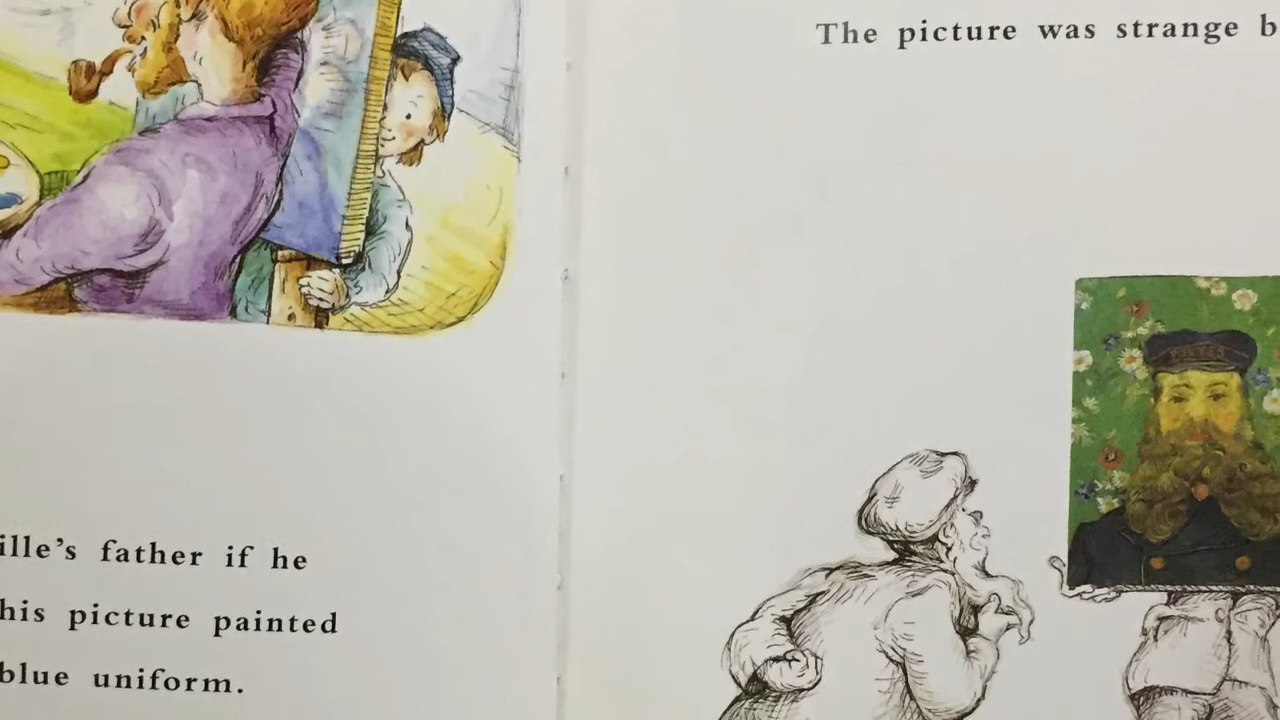 ille's father if he
his picture painted
blue uniform.
The picture was strange b